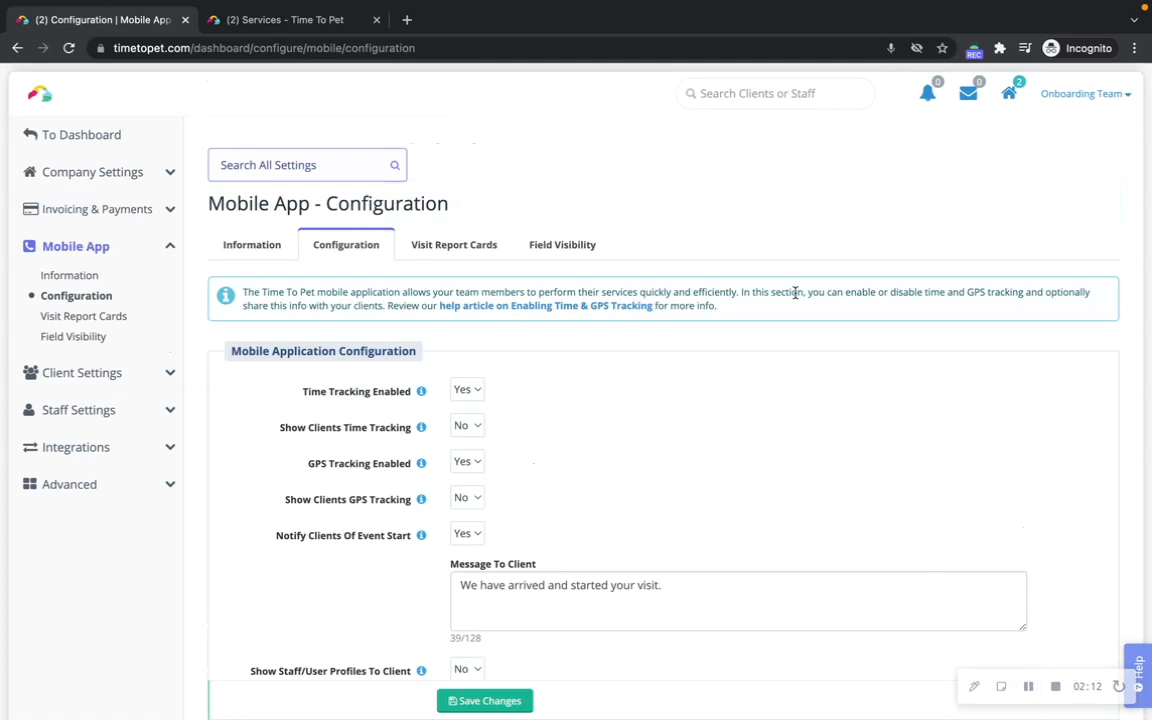 (2) Configuration | Mobile App
(2) Services - Time To Pet
timetopet.com/dashboard/configure/mobile/configuration
REC
Incognito
Search Clients or Staff
0
0
2
Onboarding Team
To Dashboard
Company Settings
Invoicing & Payments
Mobile App
Information
Configuration
Visit Report Cards
Field Visibility
Client Settings
Staff Settings
Integrations
Advanced
Search All Settings
Mobile App - Configuration
Information
Configuration
Visit Report Cards
Field Visibility
The Time To Pet mobile application allows your team members to perform their services quickly and efficiently. In this section, you can enable or disable time and GPS tracking and optionally
share this info with your clients. Review our help article on Enabling Time & GPS Tracking for more info.
Mobile Application Configuration
Time Tracking Enabled Yes
Show Clients Time Tracking No
GPS Tracking Enabled Yes
Show Clients GPS Tracking No
Notify Clients Of Event Start Yes
Message To Client
We have arrived and started your visit.
39/128
Show Staff/User Profiles To Client No
Save Changes
02:12
Help